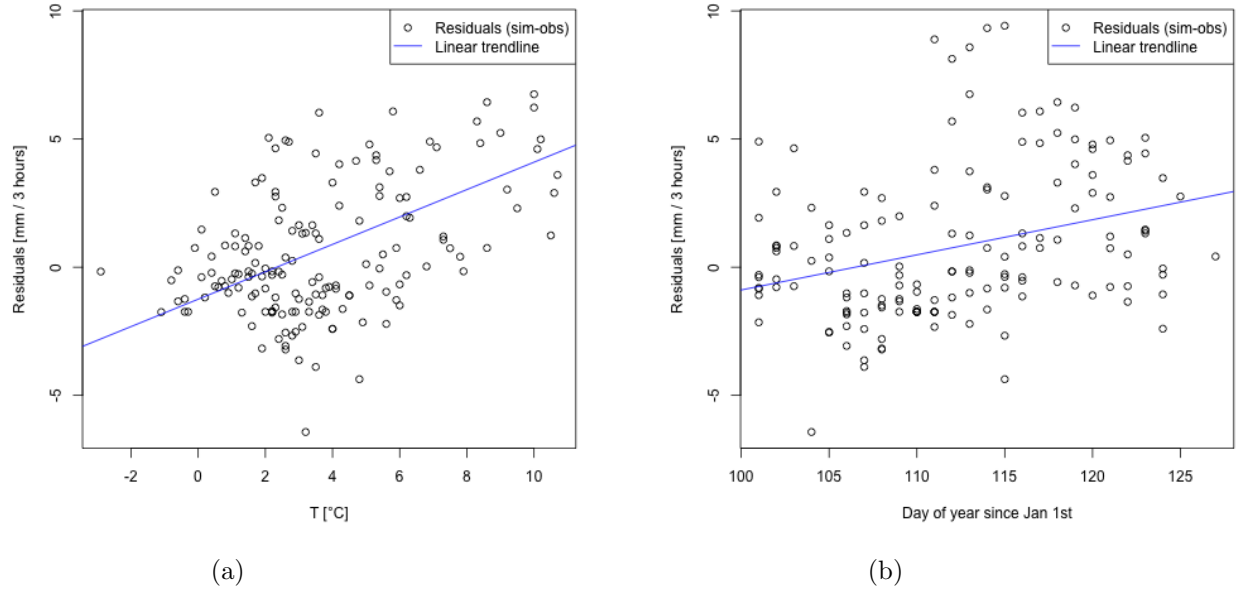 Residuals (sim-obs)
Linear trendline
10
5
0
-5
Residuals [mm / 3 hours]
-2 0 2 4 6 8 10
T [°C]
(a)
Residuals (sim-obs)
Linear trendline
10
5
0
-5
Residuals [mm / 3 hours]
100 105 110 115 120 125
Day of year since Jan 1st
(b)